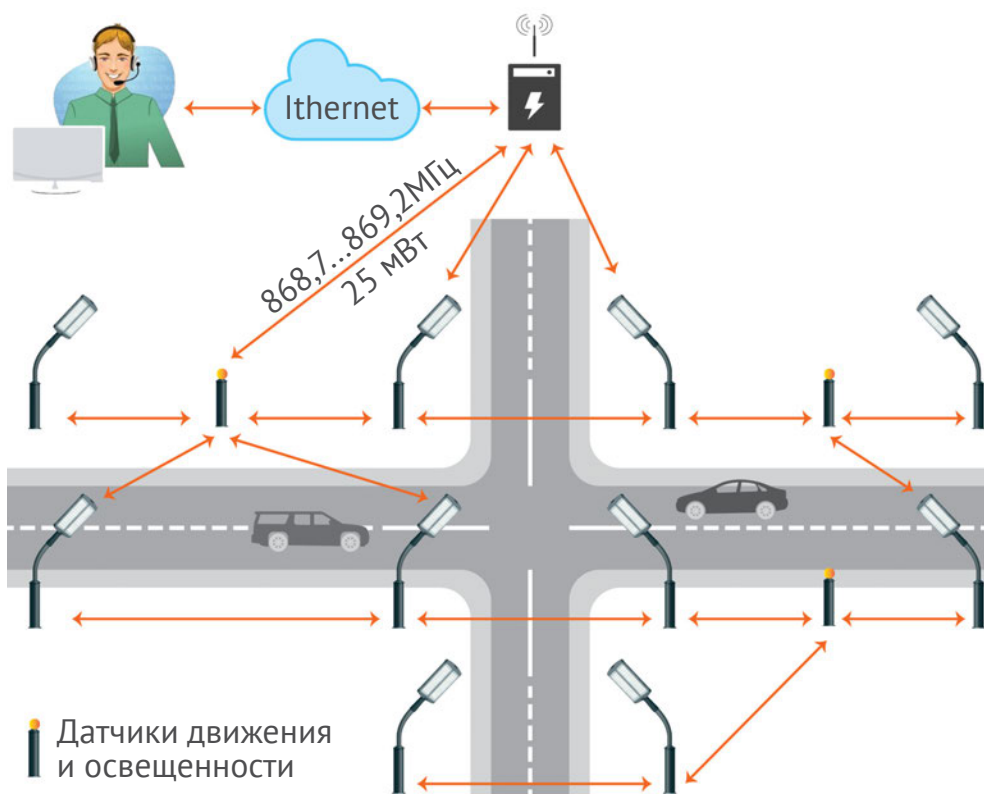 Ithernet
868,7...869,2МГц
25 мВт
Датчики движения
и освещенности